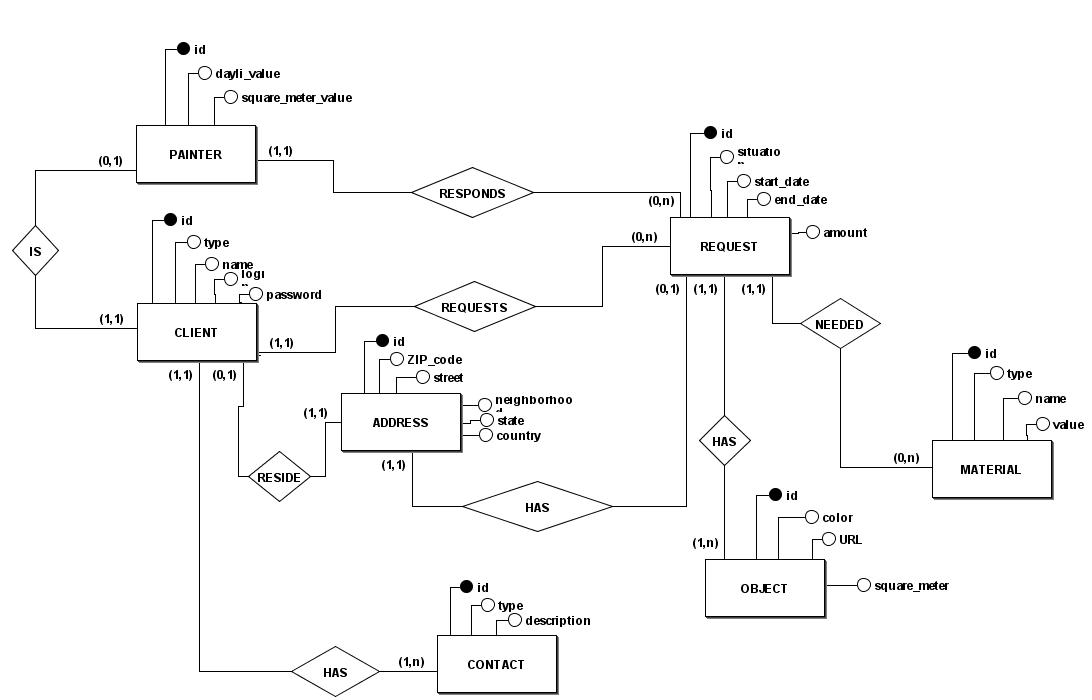 id
dayli_value
square_meter_value
PAINTER
(0,1)
(1,1)
IS
RESPONDS
(0,n)
id
situatio
start_date
end_date
amount
REQUEST
(0,n)
(0,1)
(1,1)
(1,1)
id
type
name
logi
password
CLIENT
(1,1)
(1,1)
(1,1)
(0,1)
REQUESTS
NEEDED
id
ZIP_code
street
neighborhoo
state
country
ADDRESS
(1,1)
(1,1)
RESIDE
HAS
HAS
id
type
name
value
MATERIAL
(0,n)
id
color
URL
square_meter
OBJECT
(1,n)
id
type
description
CONTACT
(1,n)
HAS